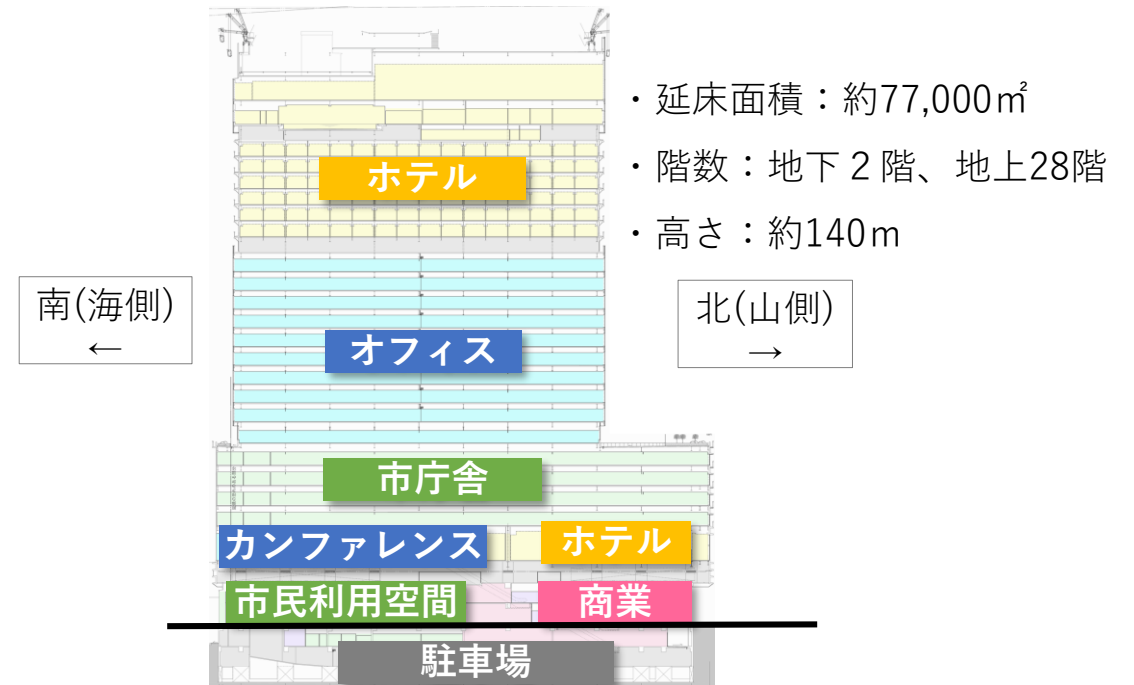 ・延床面積：約77,000㎡
・階数：地下２階、地上28階
・高さ：約140ｍ
ホテル
南(海側)
←
北(山側)
→
オフィス
市庁舎
カンファレンス
ホテル
市民利用空間
商業
駐車場